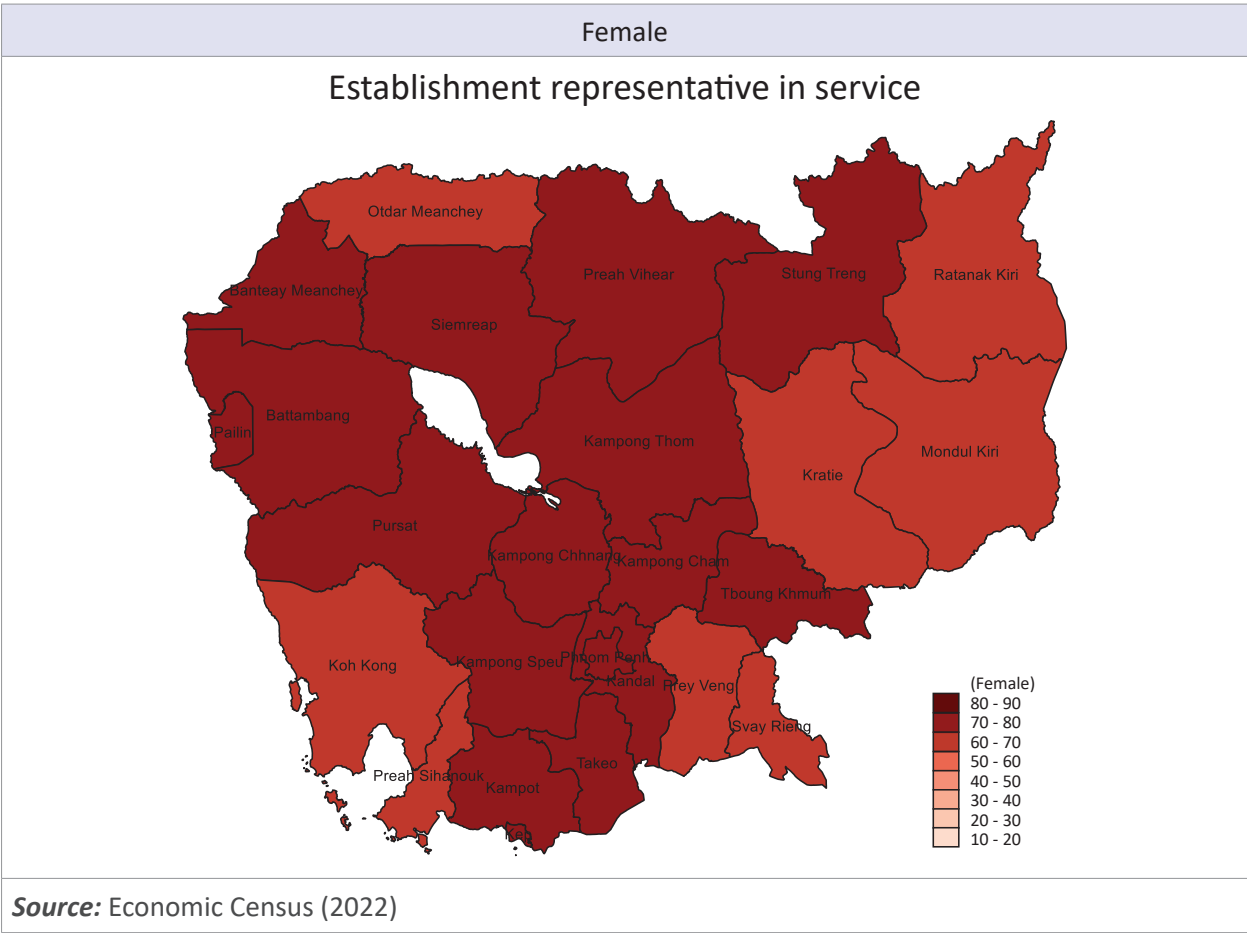 Female
Establishment representative in service
Otdar Meanchey
Preah Vihear
Stung Treng
Ratanak Kiri
Banteay Meanchey
Siemreap
Battambang
Pailin
Kampong Thom
Mondul Kiri
Kratie
Pursat
Kampong Chhnang
Kampong Cham
Tboung Khmum
Koh Kong
Kampong Speu
Phnom Penh
Kandal
Prey Veng
Svay Rieng
Takeo
Preah Sihanouk
Kampot
Kep
(Female)
80 - 90
70 - 80
60 - 70
50 - 60
40 - 50
30 - 40
20 - 30
10 - 20
Source: Economic Census (2022)